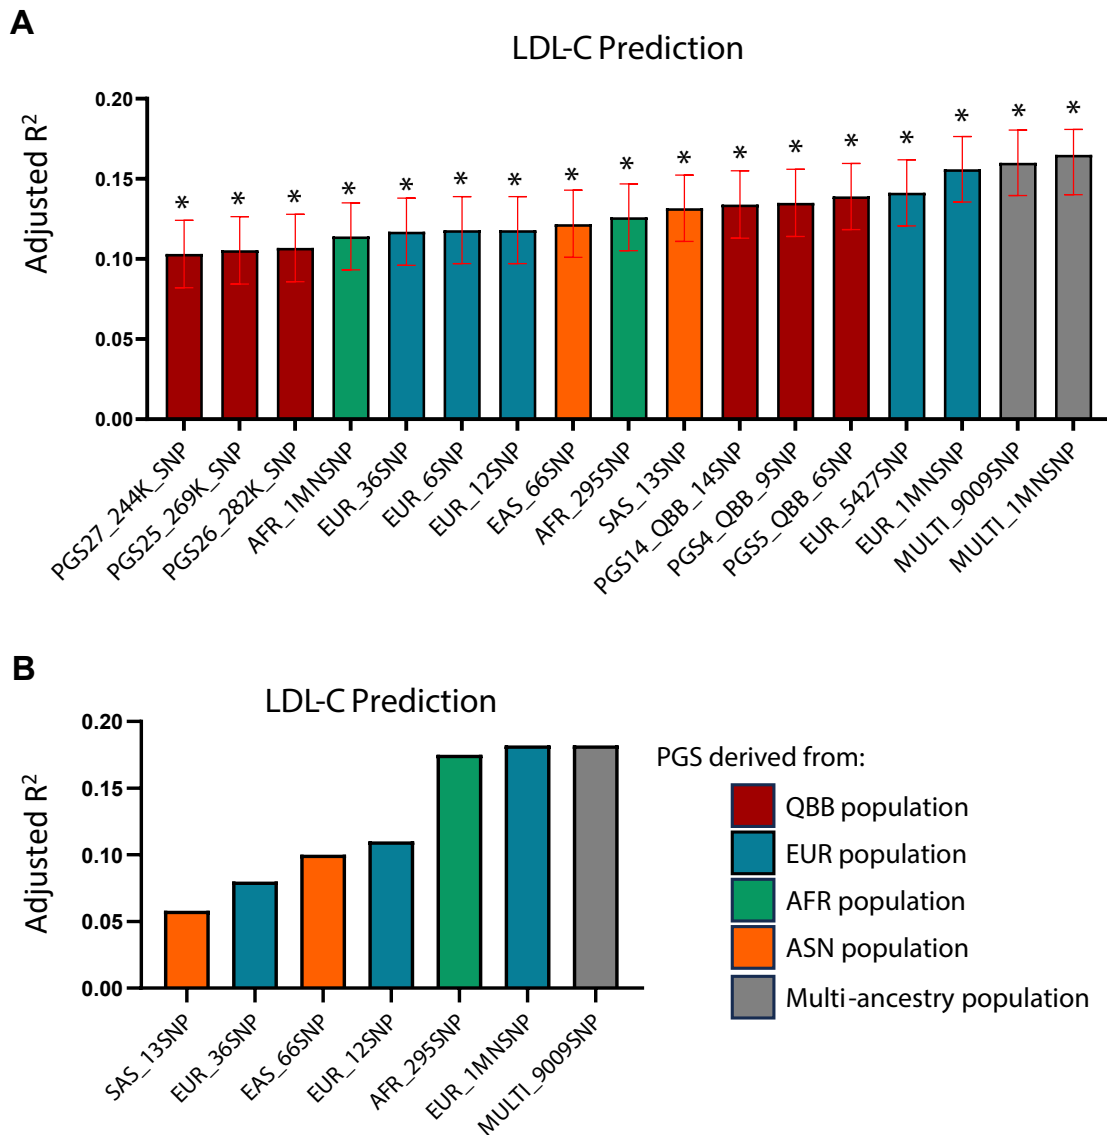 A
LDL-C Prediction
Adjusted R²
0.20
0.15
0.10
0.05
0.00
* * * * * * * * * * * * * * * * *
PGS27_244K_SNP
PGS25_269K_SNP
PGS26_282K_SNP
AFR_1MNSNP
EUR_36SNP
EUR_6SNP
EUR_12SNP
EAS_66SNP
AFR_295SNP
SAS_13SNP
PGS14_QBB_14SNP
PGS4_QBB_9SNP
PGS5_QBB_6SNP
EUR_5427SNP
EUR_1MNSNP
MULTI_9009SNP
MULTI_1MNSNP
B
LDL-C Prediction
Adjusted R²
0.20
0.15
0.10
0.05
0.00
SAS_13SNP
EUR_36SNP
EAS_66SNP
EUR_12SNP
AFR_295SNP
EUR_1MNSNP
MULTI_9009SNP
PGS derived from:
QBB population
EUR population
AFR population
ASN population
Multi-ancestry population